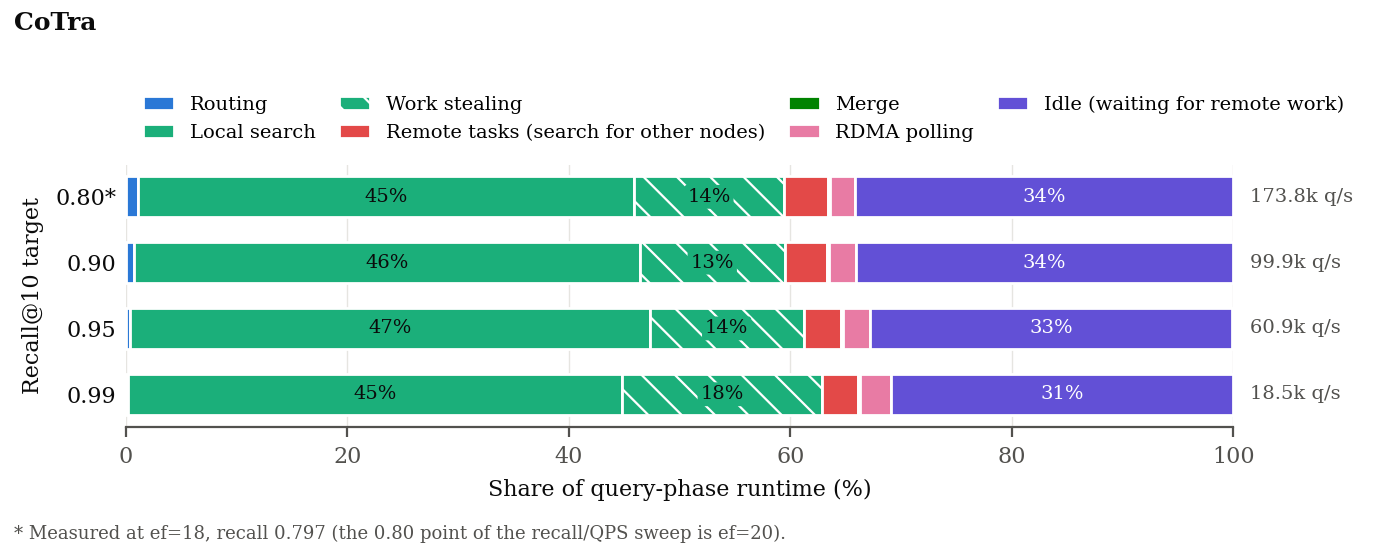 CoTra
Routing
Local search
Work stealing
Remote tasks (search for other nodes)
Merge
RDMA polling
Idle (waiting for remote work)
Recall@10 target
0.80* 45% 14% 34% 173.8k q/s
0.90 46% 13% 34% 99.9k q/s
0.95 47% 14% 33% 60.9k q/s
0.99 45% 18% 31% 18.5k q/s
0 20 40 60 80 100
Share of query-phase runtime (%)
* Measured at ef=18, recall 0.797 (the 0.80 point of the recall/QPS sweep is ef=20).